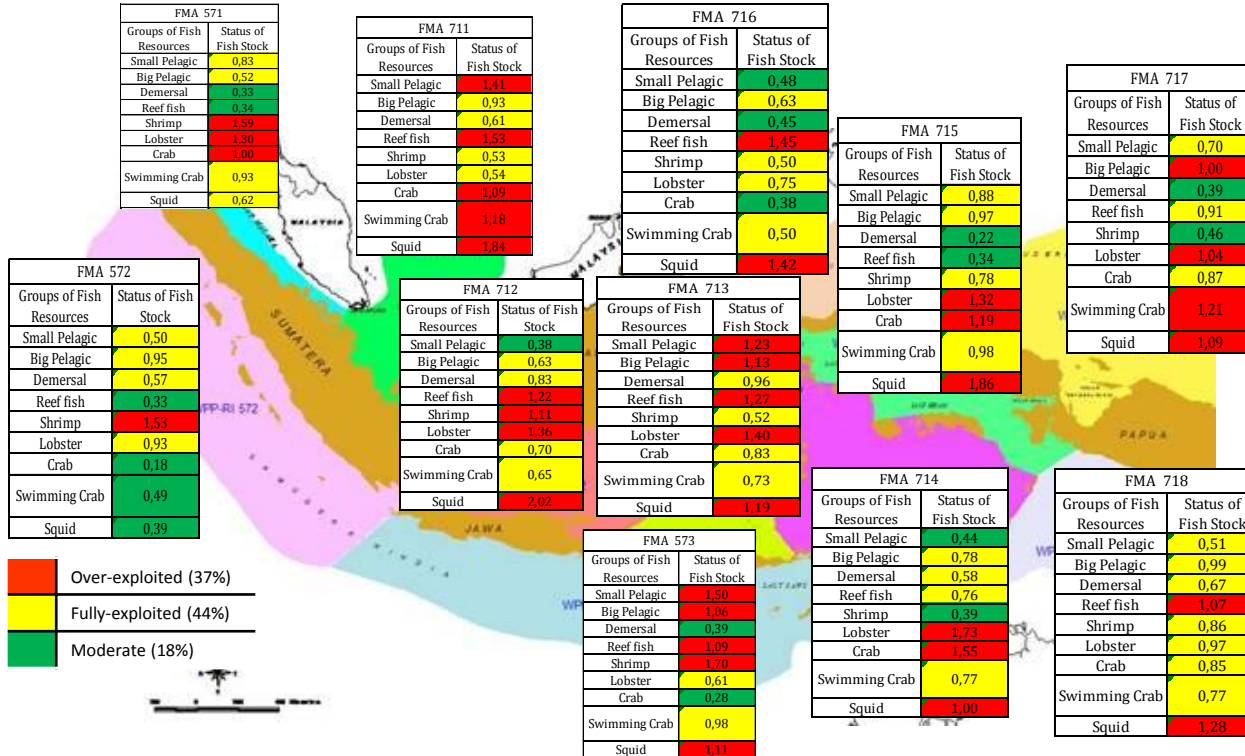 FMA 571
Groups of Fish Resources Status of Fish Stock
Small Pelagic 0,83
Big Pelagic 0,52
Demersal 0,33
Reef fish 0,34
Shrimp 1,59
Lobster 1,30
Crab 1,00
Swimming Crab 0,93
Squid 0,62
FMA 711
Groups of Fish Resources Status of Fish Stock
Small Pelagic 1,41
Big Pelagic 0,93
Demersal 0,61
Reef fish 1,53
Shrimp 0,53
Lobster 0,54
Crab 1,09
Swimming Crab 1,18
Squid 1,84
FMA 716
Groups of Fish Resources Status of Fish Stock
Small Pelagic 0,48
Big Pelagic 0,63
Demersal 0,45
Reef fish 1,45
Shrimp 0,50
Lobster 0,75
Crab 0,38
Swimming Crab 0,50
Squid 1,42
FMA 715
Groups of Fish Resources Status of Fish Stock
Small Pelagic 0,88
Big Pelagic 0,97
Demersal 0,22
Reef fish 0,34
Shrimp 0,78
Lobster 1,32
Crab 1,19
Swimming Crab 0,98
Squid 1,86
FMA 717
Groups of Fish Resources Status of Fish Stock
Small Pelagic 0,70
Big Pelagic 1,00
Demersal 0,39
Reef fish 0,91
Shrimp 0,46
Lobster 1,04
Crab 0,87
Swimming Crab 1,21
Squid 1,09
FMA 572
Groups of Fish Resources Status of Fish Stock
Small Pelagic 0,50
Big Pelagic 0,95
Demersal 0,57
Reef fish 0,33
Shrimp 1,53
Lobster 0,93
Crab 0,18
Swimming Crab 0,49
Squid 0,39
FMA 712
Groups of Fish Resources Status of Fish Stock
Small Pelagic 0,38
Big Pelagic 0,63
Demersal 0,83
Reef fish 1,22
Shrimp 1,11
Lobster 1,36
Crab 0,70
Swimming Crab 0,65
Squid 2,02
FMA 713
Groups of Fish Resources Status of Fish Stock
Small Pelagic 1,23
Big Pelagic 1,13
Demersal 0,96
Reef fish 1,27
Shrimp 0,52
Lobster 1,40
Crab 0,83
Swimming Crab 0,73
Squid 1,19
FMA 573
Groups of Fish Resources Status of Fish Stock
Small Pelagic 1,50
Big Pelagic 1,06
Demersal 0,39
Reef fish 1,09
Shrimp 1,70
Lobster 0,61
Crab 0,28
Swimming Crab 0,98
Squid 1,11
FMA 714
Groups of Fish Resources Status of Fish Stock
Small Pelagic 0,44
Big Pelagic 0,78
Demersal 0,58
Reef fish 0,76
Shrimp 0,39
Lobster 1,73
Crab 1,55
Swimming Crab 0,77
Squid 1,00
FMA 718
Groups of Fish Resources Status of Fish Stock
Small Pelagic 0,51
Big Pelagic 0,99
Demersal 0,67
Reef fish 1,07
Shrimp 0,86
Lobster 0,97
Crab 0,85
Swimming Crab 0,77
Squid 1,28
MALAYSIA
SUMATERA
WPP-RI 572
JAWA
PAPUA
Over-exploited (37%)
Fully-exploited (44%)
Moderate (18%)